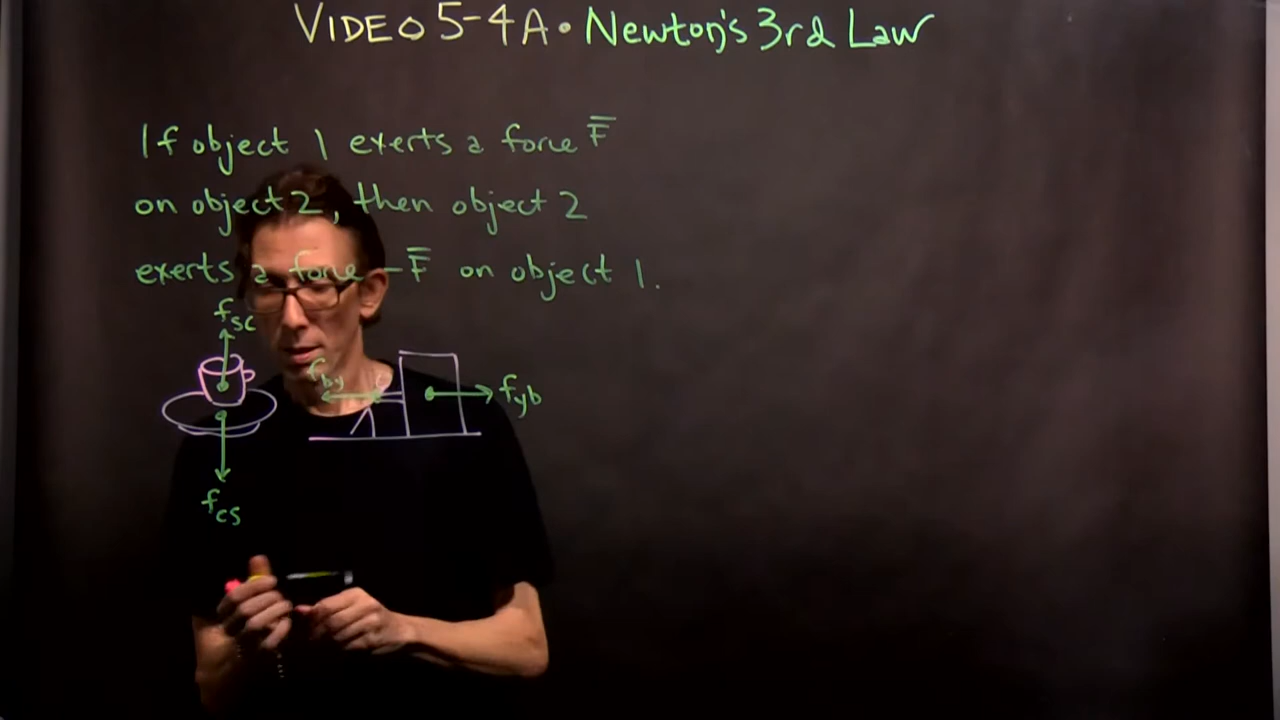 VIDEO 5-4A • Newton's 3rd Law
If object 1 exerts a force F̅
on object 2, then object 2
exerts a force -F̅ on object 1.
fsc
fby
fyb
fcs